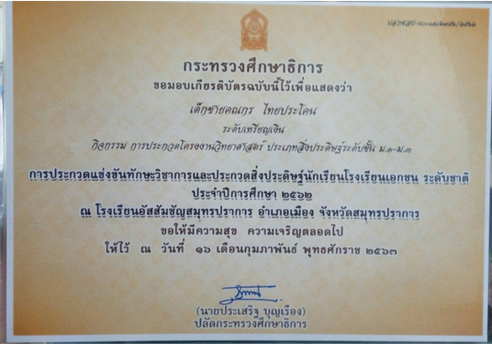 กระทรวงศึกษาธิการ
ขอมอบเกียรติบัตรฉบับนี้ไว้เพื่อแสดงว่า
เด็กชายคณกร ไทยประโคน
ระดับเหรียญเงิน
กิจกรรม การประกวดโครงงานวิทยาศาสตร์ ประเภทสิ่งประดิษฐ์ระดับชั้น ม.๑-ม.๓
การประกวดแข่งขันทักษะวิชาการและประกวดสิ่งประดิษฐ์นักเรียนโรงเรียนเอกชน ระดับชาติ
ประจำปีการศึกษา ๒๕๖๒
ณ โรงเรียนอัสสัมชัญสมุทรปราการ อำเภอเมือง จังหวัดสมุทรปราการ
ขอให้มีความสุข ความเจริญตลอดไป
ให้ไว้ ณ วันที่ ๑๖ เดือนกุมภาพันธ์ พุทธศักราช ๒๕๖๓
(นายประเสริฐ บุญเรือง)
ปลัดกระทรวงศึกษาธิการ